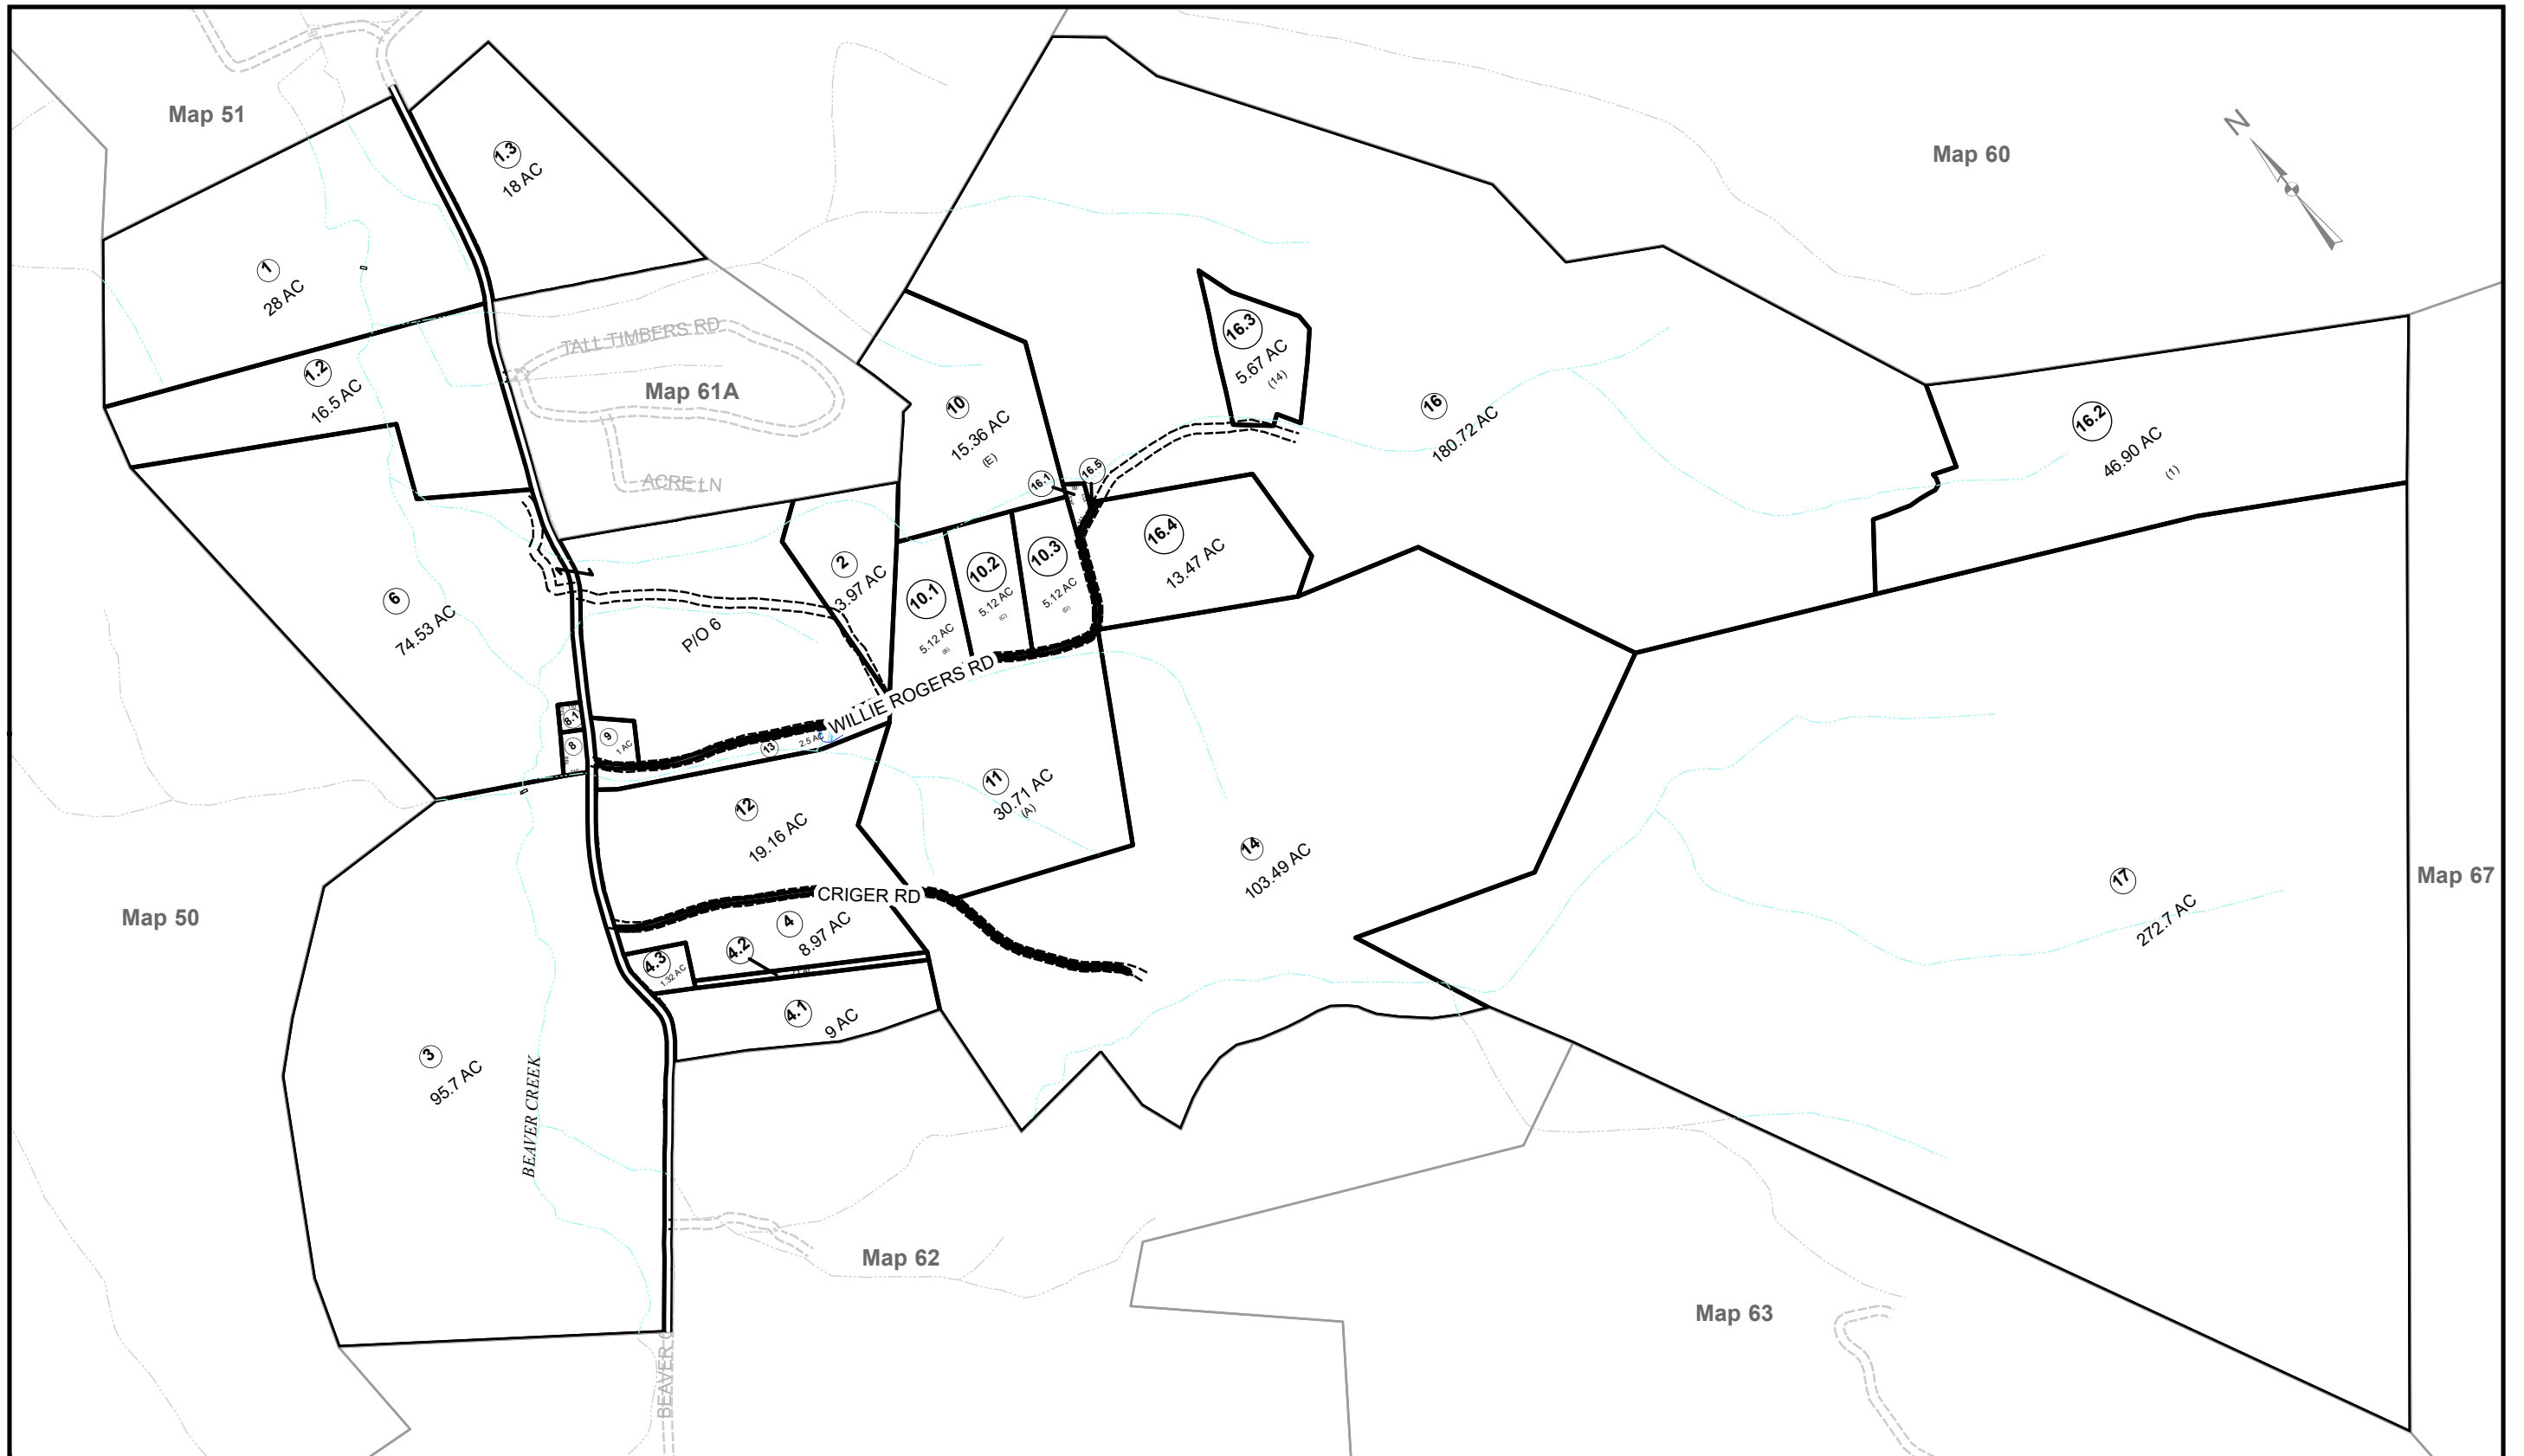 Map 51
1.3
18 AC
N
Map 60
1
28 AC
TALL TIMBERS RD
16.3
5.67 AC
(14)
1.2
16.5 AC
Map 61A
10
15.36 AC
(E)
16
180.72 AC
16.2
46.90 AC
(1)
ACRE LN
16.1
16.5
2
3.97 AC
10.1
5.12 AC
(B)
10.2
5.12 AC
(C)
10.3
5.12 AC
(D)
16.4
13.47 AC
6
74.53 AC
P/O 6
WILLIE ROGERS RD
8.1
8
9
1 AC
13
2.5 AC
12
19.16 AC
11
30.71 AC
(A)
14
103.49 AC
17
272.7 AC
Map 67
Map 50
CRIGER RD
4
8.97 AC
4.2
4.3
1.32 AC
4.1
9 AC
3
95.7 AC
BEAVER CREEK
Map 62
Map 63
BEAVER